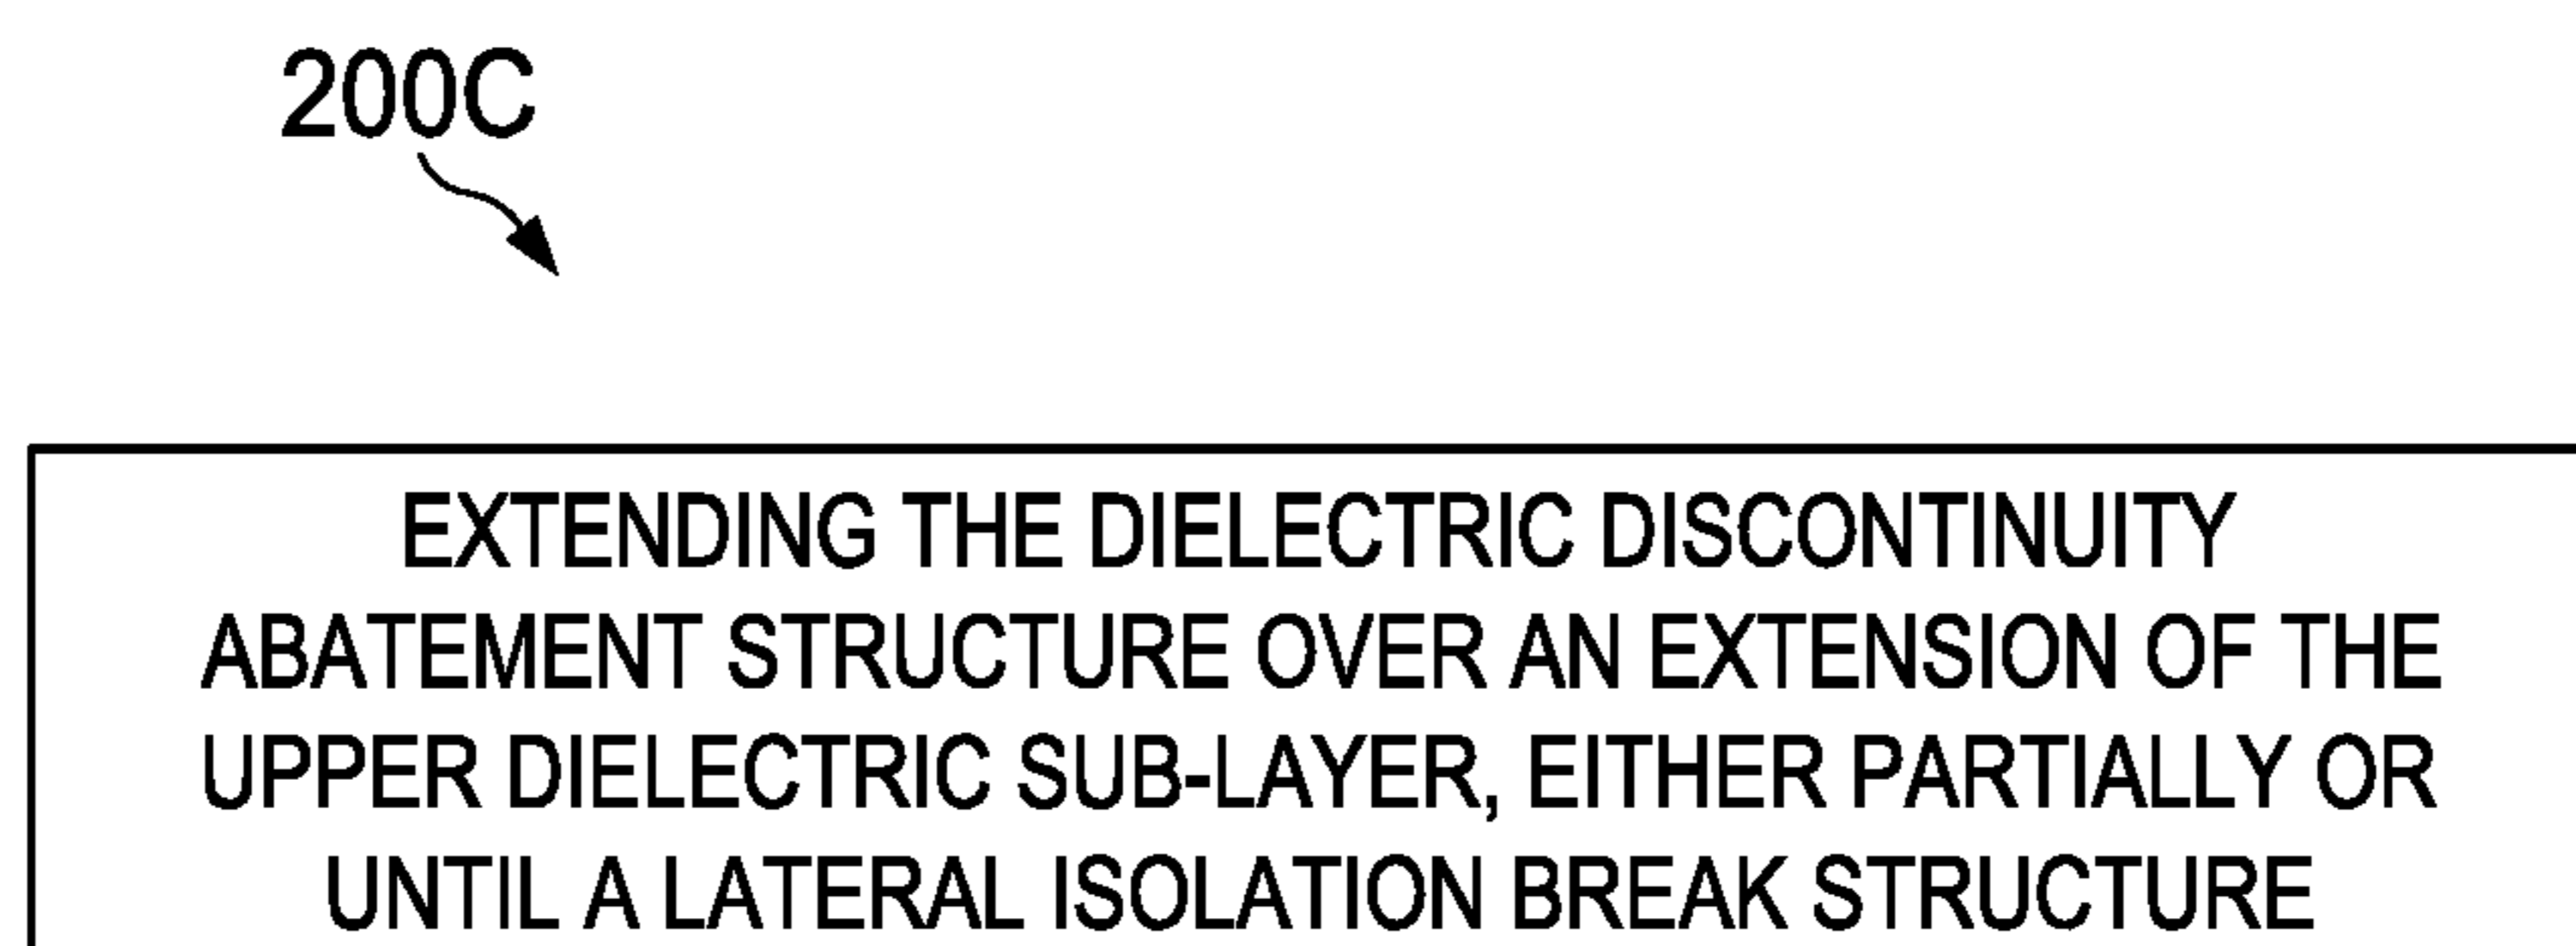 200C
EXTENDING THE DIELECTRIC DISCONTINUITY
ABATEMENT STRUCTURE OVER AN EXTENSION OF THE
UPPER DIELECTRIC SUB-LAYER, EITHER PARTIALLY OR
UNTIL A LATERAL ISOLATION BREAK STRUCTURE